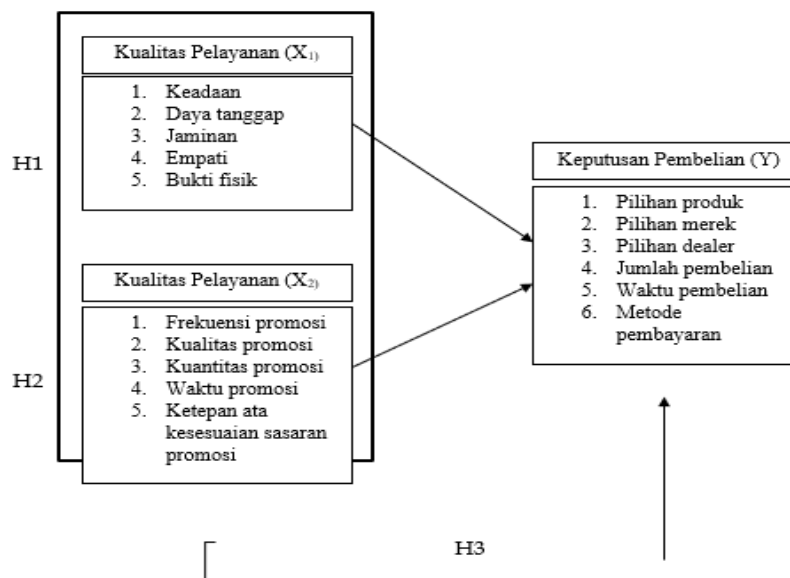 Kualitas Pelayanan (X1)
1. Keadaan
2. Daya tanggap
3. Jaminan
4. Empati
5. Bukti fisik
H1
Kualitas Pelayanan (X2)
1. Frekuensi promosi
2. Kualitas promosi
3. Kuantitas promosi
4. Waktu promosi
5. Ketepan ata
kesesuaian sasaran
promosi
H2
Keputusan Pembelian (Y)
1. Pilihan produk
2. Pilihan merek
3. Pilihan dealer
4. Jumlah pembelian
5. Waktu pembelian
6. Metode
pembayaran
H3